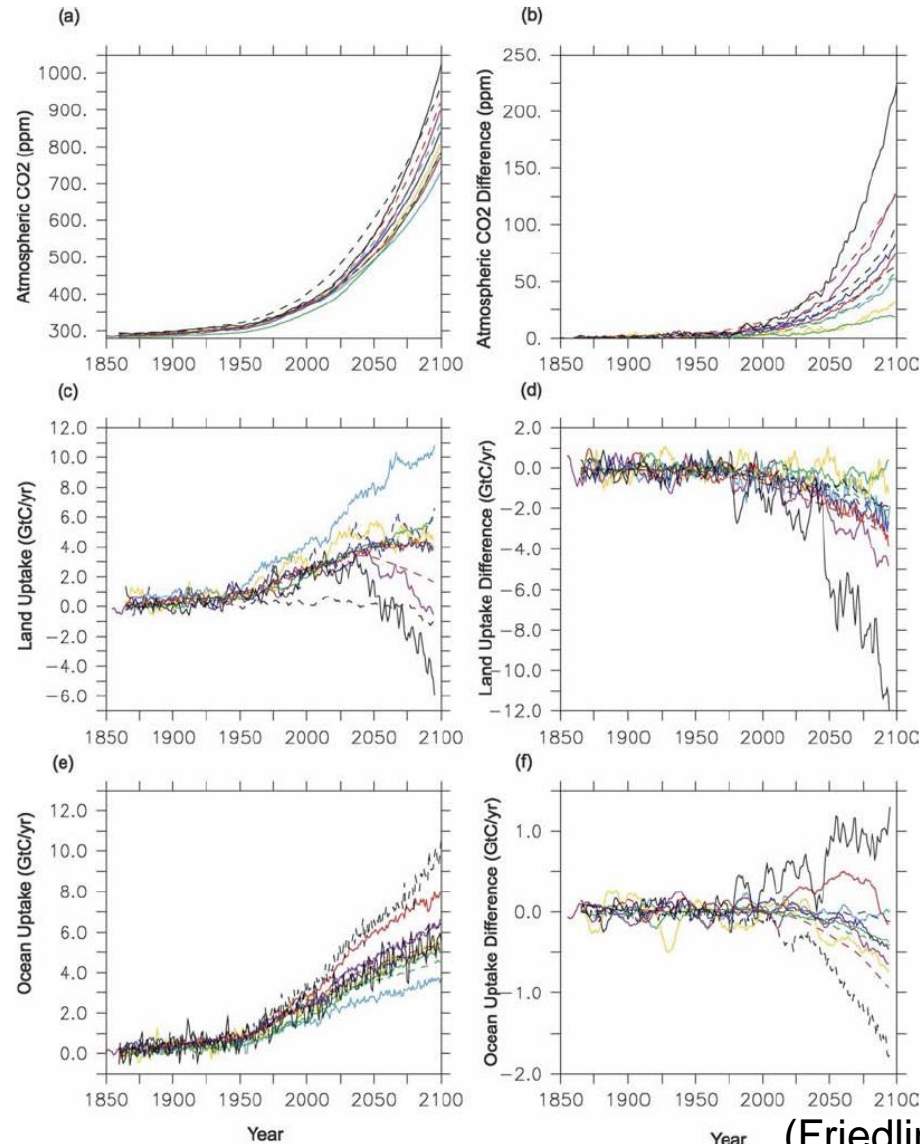 (a)
Atmospheric CO2 (ppm)
1000.
900.
800.
700.
600.
500.
400.
300.
1850 1900 1950 2000 2050 2100
(b)
Atmospheric CO2 Difference (ppm)
250.
200.
150.
100.
50.
0.
1850 1900 1950 2000 2050 2100
(c)
Land Uptake (GtC/yr)
12.0
10.0
8.0
6.0
4.0
2.0
0.0
−2.0
−4.0
−6.0
1850 1900 1950 2000 2050 2100
(d)
Land Uptake Difference (GtC/yr)
2.0
0.0
−2.0
−4.0
−6.0
−8.0
−10.0
−12.0
1850 1900 1950 2000 2050 2100
(e)
Ocean Uptake (GtC/yr)
12.0
10.0
8.0
6.0
4.0
2.0
0.0
1850 1900 1950 2000 2050 2100
Year
(f)
Ocean Uptake Difference (GtC/yr)
1.0
0.0
−1.0
−2.0
1850 1900 1950 2000 2050 2100
Year